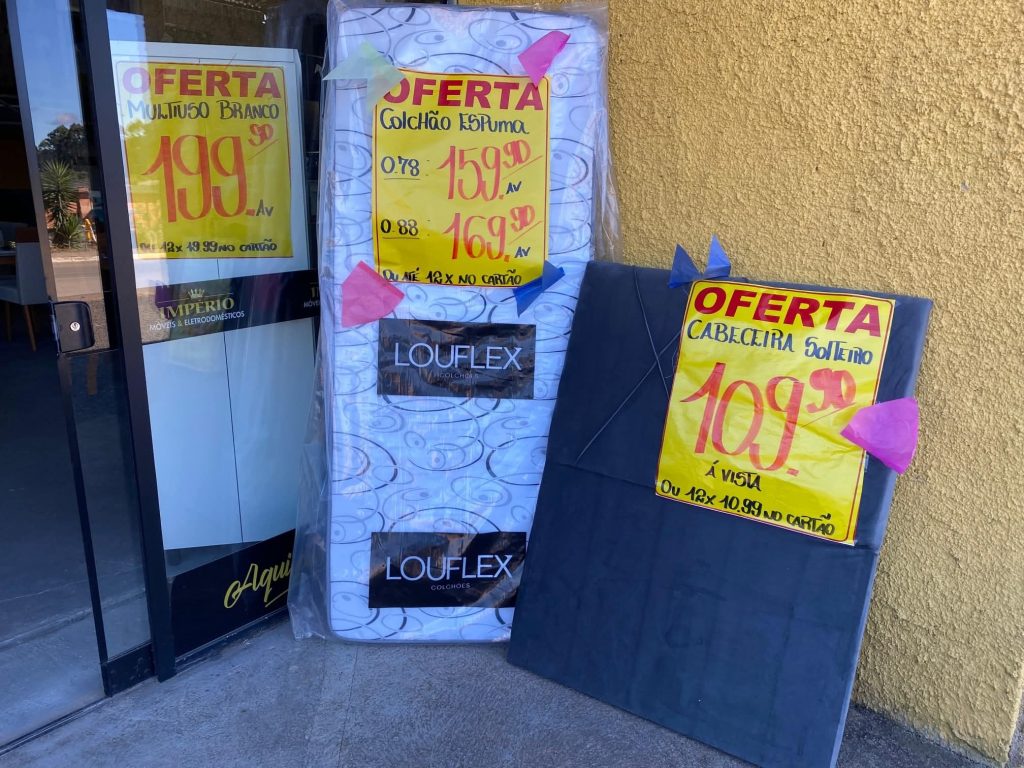 OFERTA
MULTIUSO BRANCO
199.90
AV
OU 12X 19.99 NO CARTÃO
IMPÉRIO
MÓVEIS & ELETRODOMÉSTICOS
Aqui
OFERTA
COLCHÃO ESPUMA
0.78 159.90 AV
0.88 169.90 AV
OU ATÉ 12X NO CARTÃO
LOUFLEX
COLCHÕES
LOUFLEX
COLCHÕES
OFERTA
CABECEIRA SOLTEIRO
109.90
Á VISTA
OU 12X 10.99 NO CARTÃO